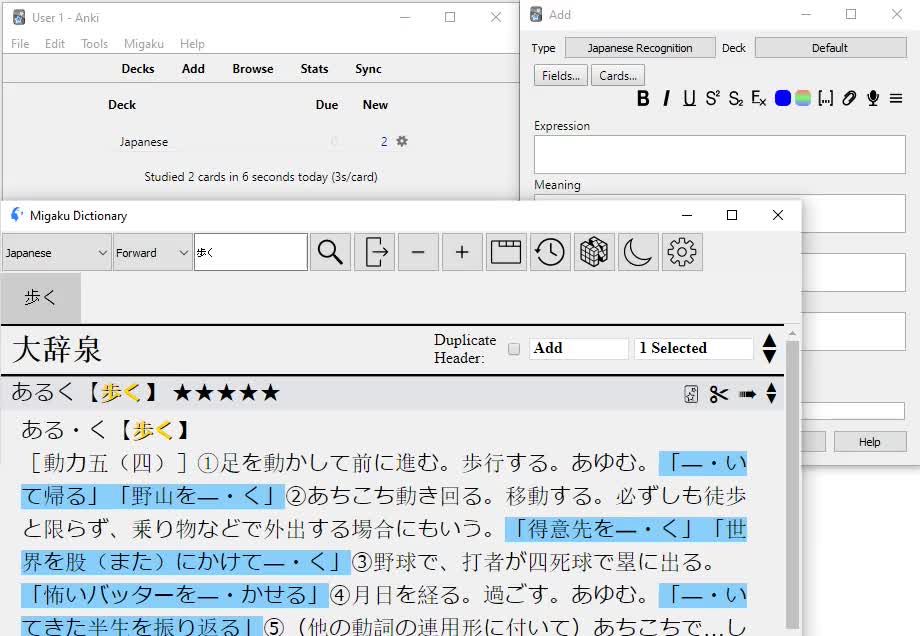 User 1 - Anki
File Edit Tools Migaku Help
Decks Add Browse Stats Sync
Deck Due New
Japanese 0 2
Studied 2 cards in 6 seconds today (3s/card)
Add
Type Japanese Recognition Deck Default
Fields... Cards...
Expression
Meaning
Help
Migaku Dictionary
Japanese Forward 歩く
歩く
大辞泉
Duplicate
Header: Add 1 Selected
あるく【歩く】 ★★★★★
ある・く【歩く】
［動カ五（四）］①足を動かして前に進む。歩行する。あゆむ。「―・い
て帰る」「野山を―・く」②あちこち動き回る。移動する。必ずしも徒歩
と限らず、乗り物などで外出する場合にもいう。「得意先を―・く」「世
界を股（また）にかけて―・く」③野球で、打者が四死球で塁に出る。
「怖いバッターを―・かせる」④月日を経る。過ごす。あゆむ。「―・い
てきた半生を振り返る」⑤（他の動詞の連用形に付いて）あちこちで…し